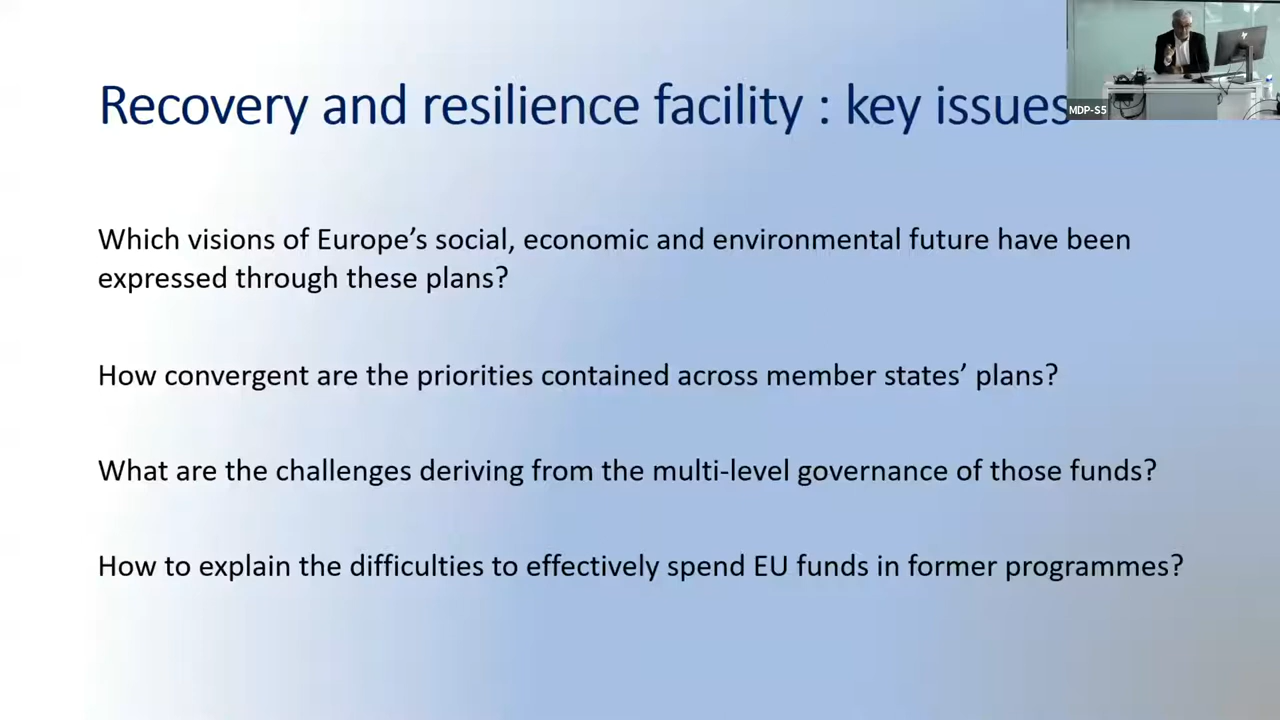 Recovery and resilience facility : key issues
MDP-S5
Which visions of Europe’s social, economic and environmental future have been
expressed through these plans?
How convergent are the priorities contained across member states’ plans?
What are the challenges deriving from the multi-level governance of those funds?
How to explain the difficulties to effectively spend EU funds in former programmes?